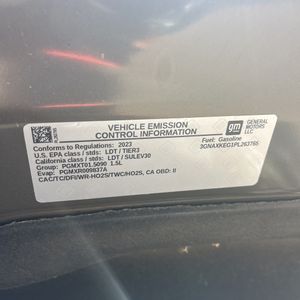 VEHICLE EMISSION
CONTROL INFORMATION
gm
GENERAL MOTORS LLC
Conforms to Regulations: 2023
Fuel: Gasoline
U.S. EPA class / stds: LDT / TIER3
3GNAXKEG1PL263765
California class / stds: LDT / SULEV30
Group: PGMXT01.5090 1.5L
Evap: PGMXR009837A
CAC/TC/DFI/WR-HO2S/TWC/HO2S, CA OBD: II